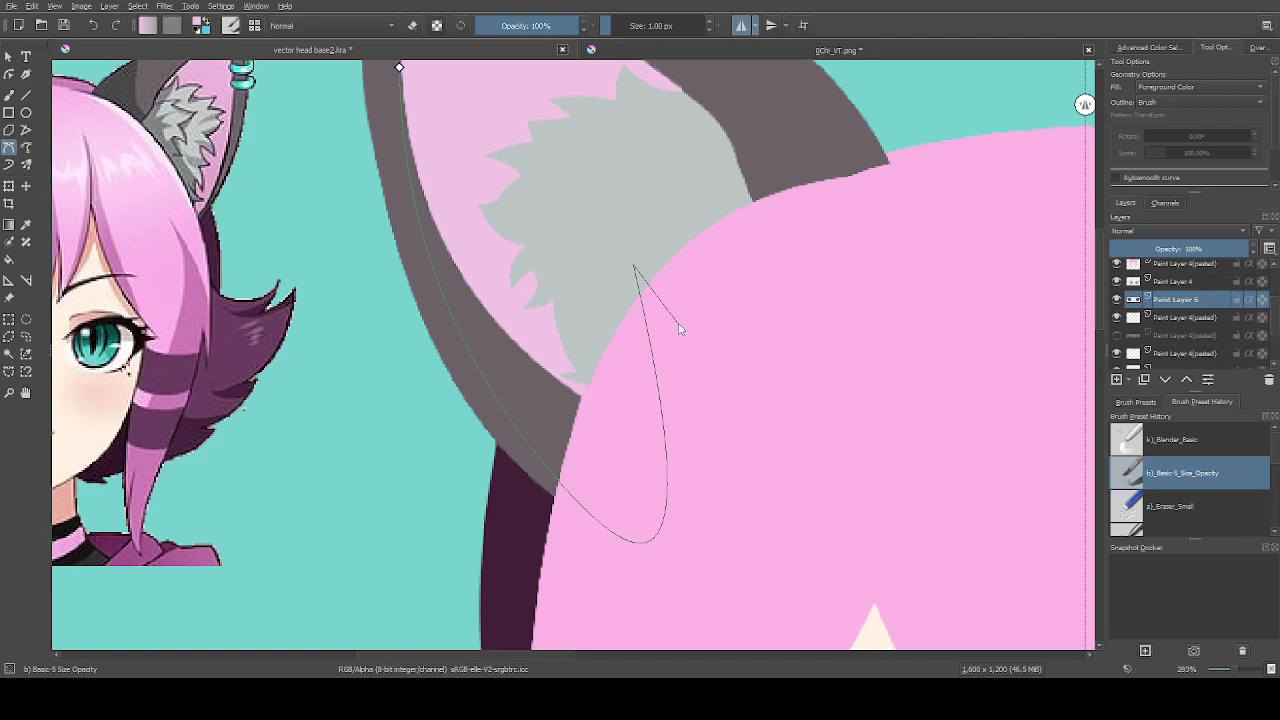 File Edit View Image Layer Select Filter Tools Settings Window Help
Normal
Opacity: 100%
Size: 1.00 px
vector head base2.kra *
0Chi_VT.png *
Advanced Color Sel... Tool Opt... Over...
Tool Options
Geometry Options
Fill: Foreground Color
Outline: Brush
Pattern Transform
Rotate: 0.00°
Scale: 100.00%
Autosmooth curve
Layers Channels
Layers
Normal
Opacity: 100%
Paint Layer 4(pasted)
Paint Layer 4
Paint Layer 6
Paint Layer 4(pasted)
Paint Layer 4(pasted)
Paint Layer 4(pasted)
Brush Presets Brush Preset History
Brush Preset History
k)_Blender_Basic
b)_Basic-5_Size_Opacity
a)_Eraser_Small
Snapshot Docker
b) Basic-5 Size Opacity
RGB/Alpha (8-bit integer/channel) sRGB-elle-V2-srgbtrc.icc
1,600 x 1,200 (46.5 MiB)
283%